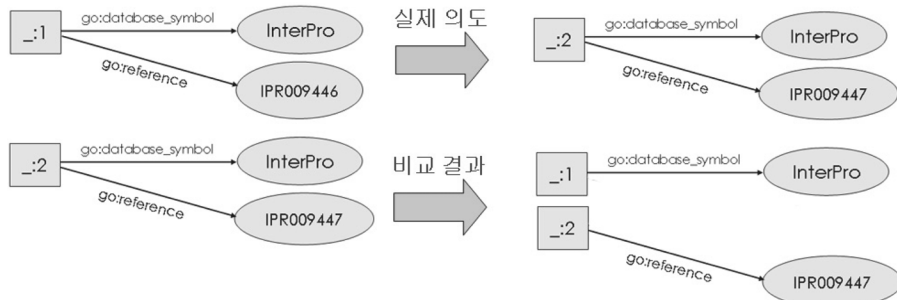 _:1
go:database_symbol
InterPro
go:reference
IPR009446
실제 의도
_:2
go:database_symbol
InterPro
go:reference
IPR009447
_:2
go:database_symbol
InterPro
go:reference
IPR009447
비교 결과
_:1
go:database_symbol
InterPro
_:2
go:reference
IPR009447